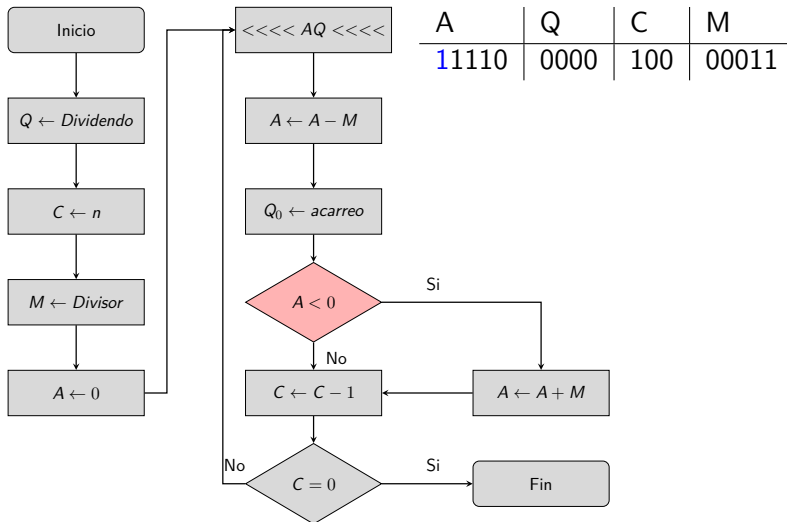 Inicio
Q ← Dividendo
C ← n
M ← Divisor
A ← 0
<<<< AQ <<<<
A ← A − M
Q₀ ← acarreo
A < 0
Si
No
C ← C − 1
A ← A + M
C = 0
No
Si
Fin
A Q C M
11110 0000 100 00011